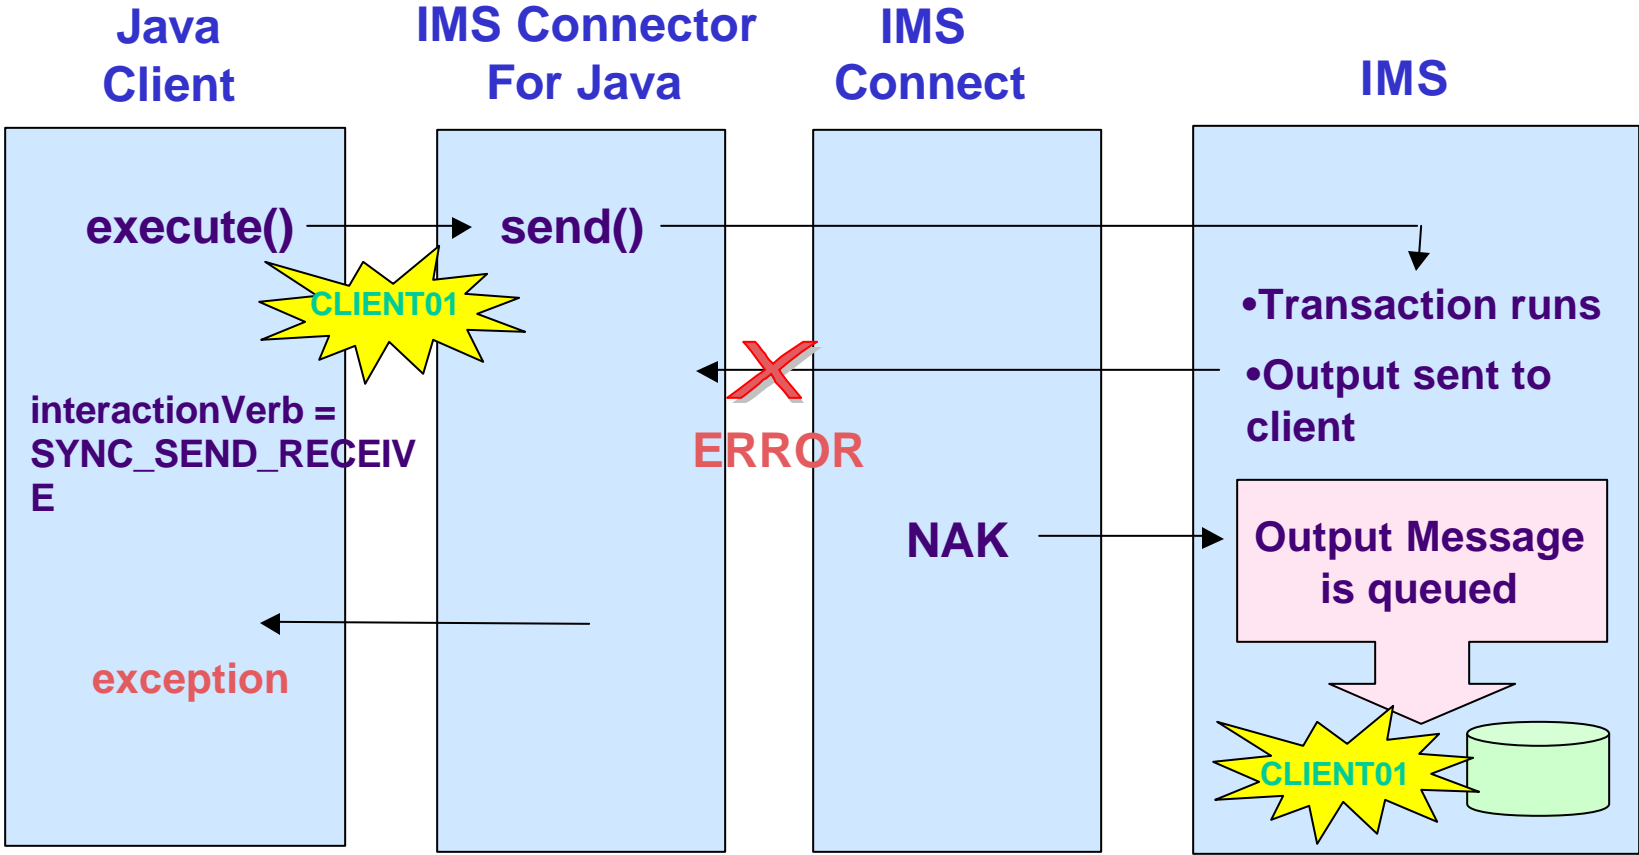 Java
Client
IMS Connector
For Java
IMS
Connect
IMS
execute()
send()
CLIENT01
•Transaction runs
•Output sent to
client
interactionVerb =
SYNC_SEND_RECEIV
E
ERROR
NAK
Output Message
is queued
exception
CLIENT01